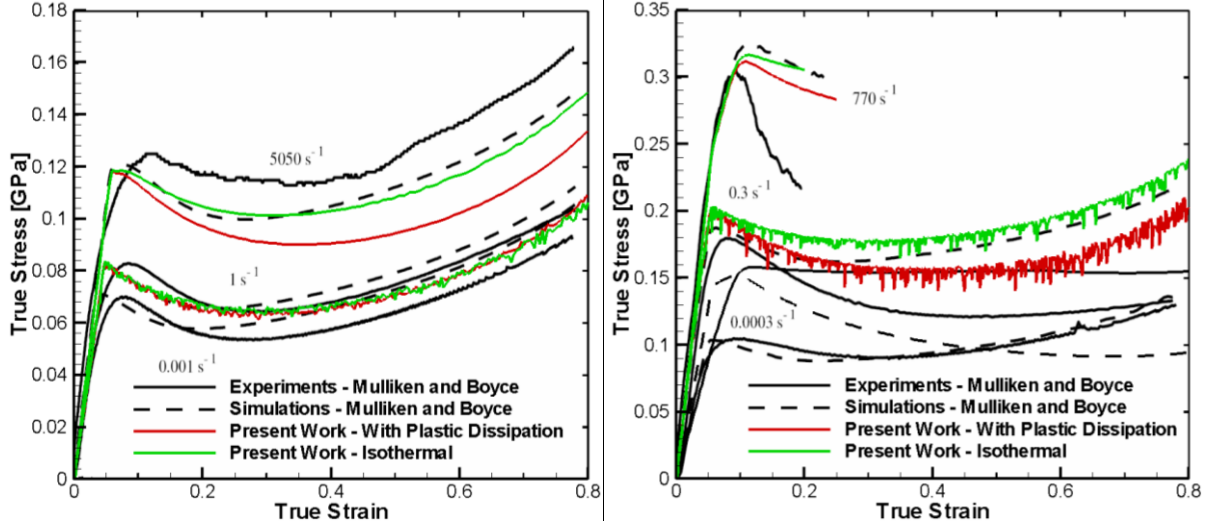 0.18
0.16
0.14
0.12
0.1
0.08
0.06
0.04
0.02
0
True Stress [GPa]
5050 s-1
1 s-1
0.001 s-1
Experiments - Mulliken and Boyce
Simulations - Mulliken and Boyce
Present Work - With Plastic Dissipation
Present Work - Isothermal
0 0.2 0.4 0.6 0.8
True Strain
0.35
0.3
0.25
0.2
0.15
0.1
0.05
0
True Stress [GPa]
770 s-1
0.3 s-1
0.0003 s-1
Experiments - Mulliken and Boyce
Simulations - Mulliken and Boyce
Present Work - With Plastic Dissipation
Present Work - Isothermal
0 0.2 0.4 0.6 0.8
True Strain